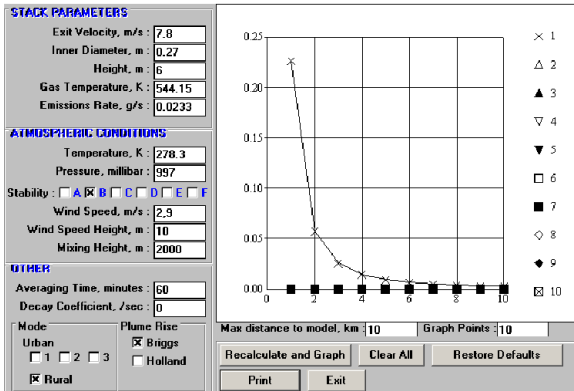 STACK PARAMETERS
Exit Velocity, m/s : 7.8
Inner Diameter, m : 0.27
Height, m : 6
Gas Temperature, K : 544.15
Emissions Rate, g/s : 0.0233
ATMOSPHERIC CONDITIONS
Temperature, K : 278.3
Pressure, millibar : 997
Stability : A B C D E F
Wind Speed, m/s : 2.9
Wind Speed Height, m : 10
Mixing Height, m : 2000
OTHER
Averaging Time, minutes : 60
Decay Coefficient, /sec : 0
Mode
Urban
1 2 3
Rural
Plume Rise
Briggs
Holland
0.25
0.20
0.15
0.10
0.05
0.00
0 2 4 6 8 10
1
2
3
4
5
6
7
8
9
10
Max distance to model, km : 10 Graph Points : 10
Recalculate and Graph Clear All Restore Defaults
Print Exit